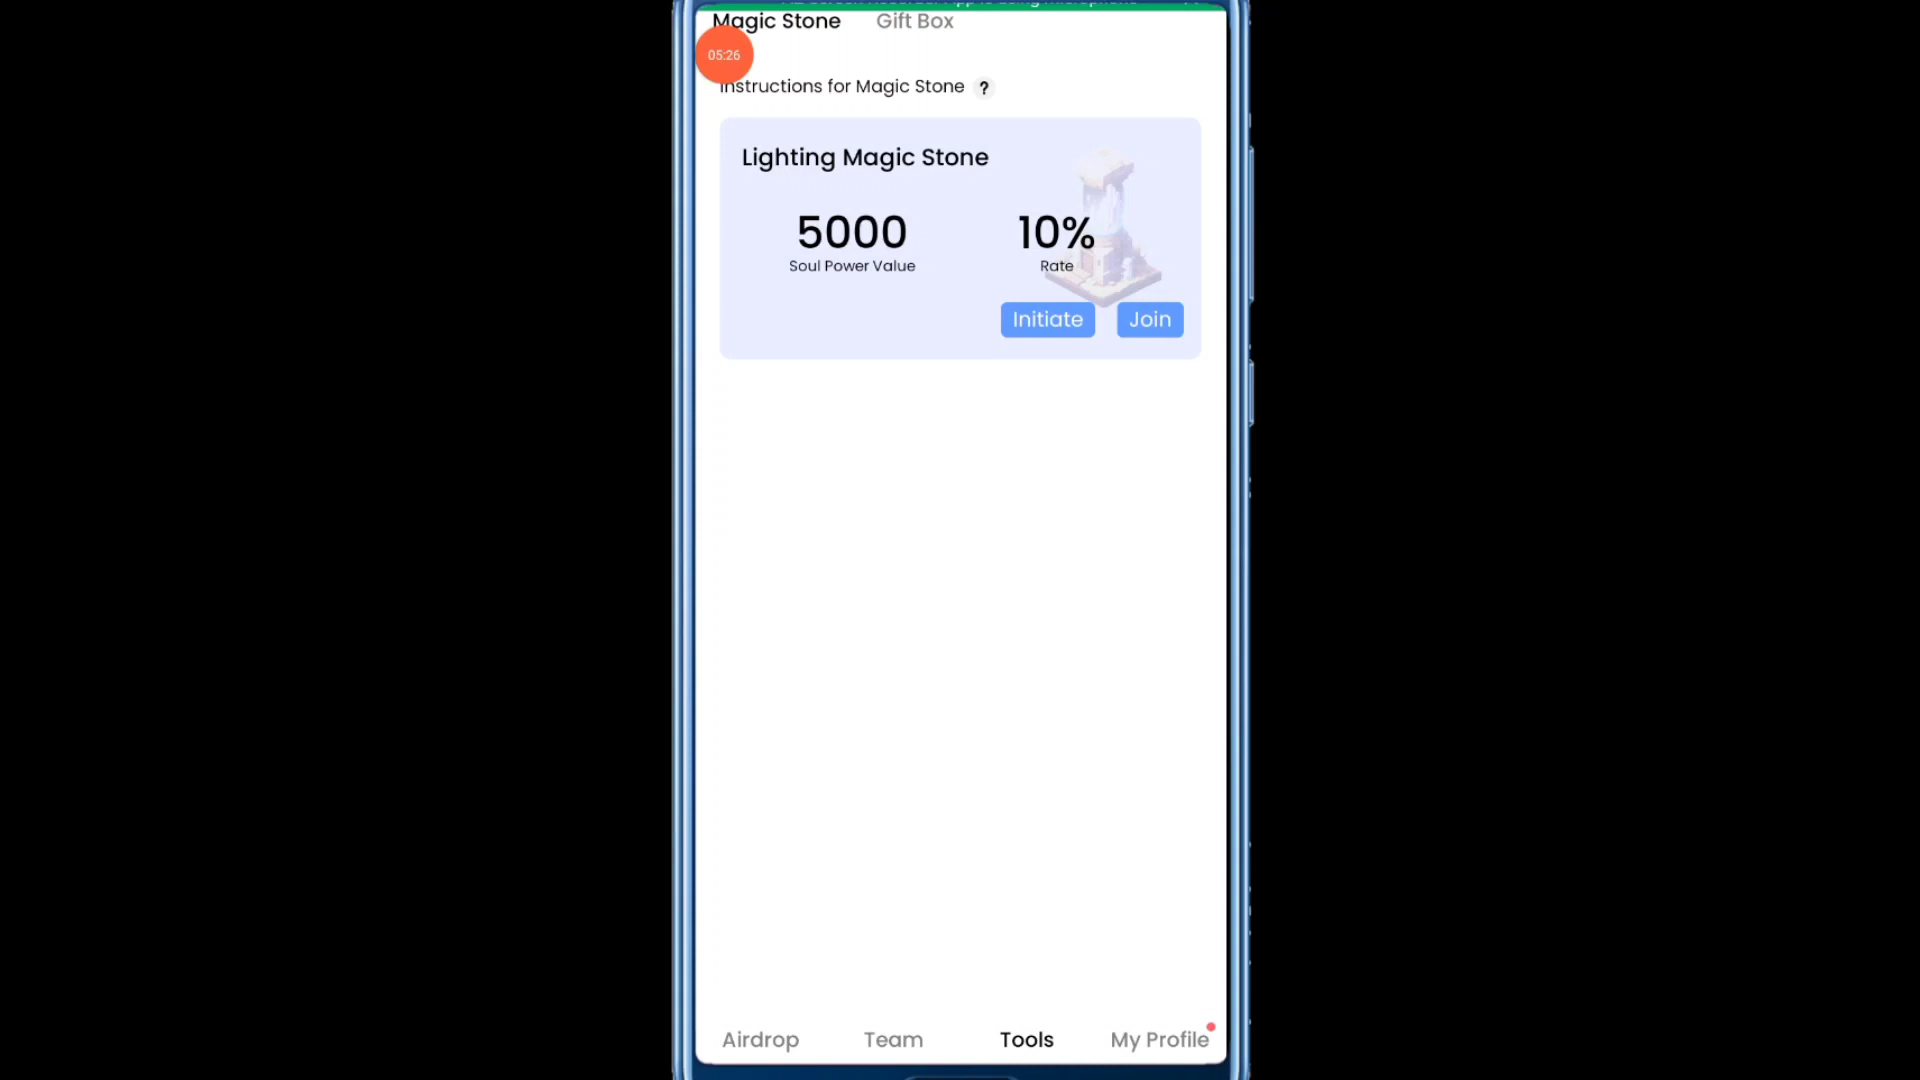 Magic Stone Gift Box
05:26
Instructions for Magic Stone ?
Lighting Magic Stone
5000 10%
Soul Power Value Rate
Initiate Join
Airdrop Team Tools My Profile